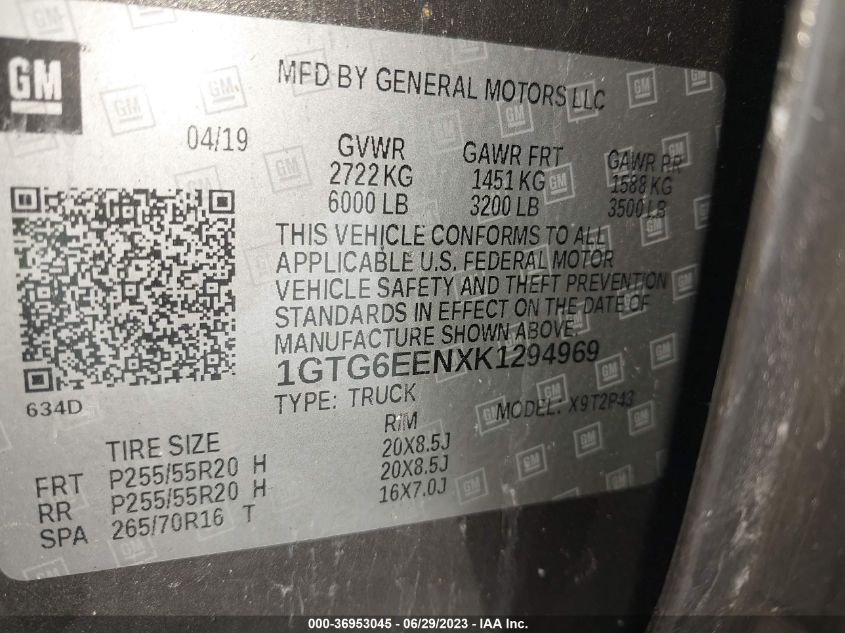 GM
MFD BY GENERAL MOTORS LLC
04/19
GVWR GAWR FRT GAWR RR
2722 KG 1451 KG 1588 KG
6000 LB 3200 LB 3500 LB
THIS VEHICLE CONFORMS TO ALL
APPLICABLE U.S. FEDERAL MOTOR
VEHICLE SAFETY AND THEFT PREVENTION
STANDARDS IN EFFECT ON THE DATE OF
MANUFACTURE SHOWN ABOVE.
1GTG6EENXK1294969
634D
TYPE: TRUCK MODEL: X9T2P43
TIRE SIZE RIM
FRT P255/55R20 H 20X8.5J
RR P255/55R20 H 20X8.5J
SPA 265/70R16 T 16X7.0J
000-36953045 - 06/29/2023 - IAA Inc.